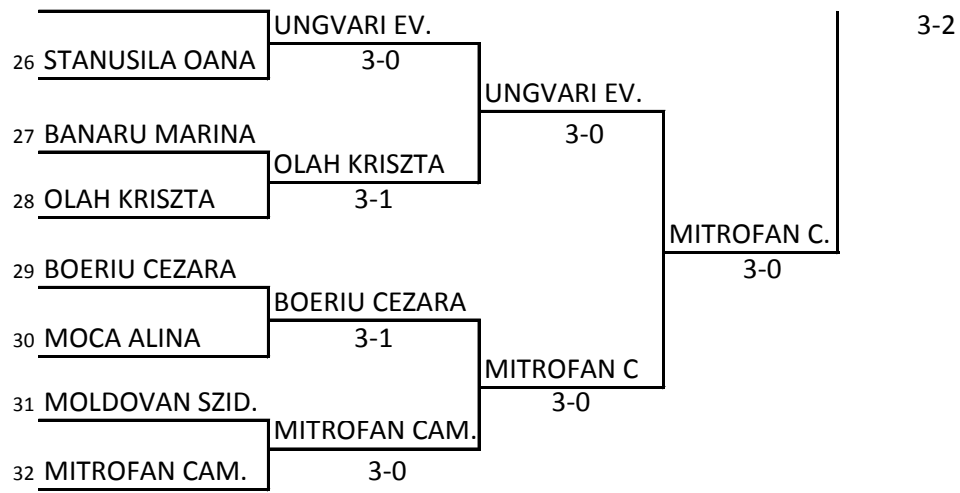 UNGVARI EV.
3-2
26 STANUSILA OANA
3-0
UNGVARI EV.
27 BANARU MARINA
3-0
OLAH KRISZTA
28 OLAH KRISZTA
3-1
MITROFAN C.
29 BOERIU CEZARA
3-0
BOERIU CEZARA
30 MOCA ALINA
3-1
MITROFAN C
31 MOLDOVAN SZID.
3-0
MITROFAN CAM.
32 MITROFAN CAM.
3-0